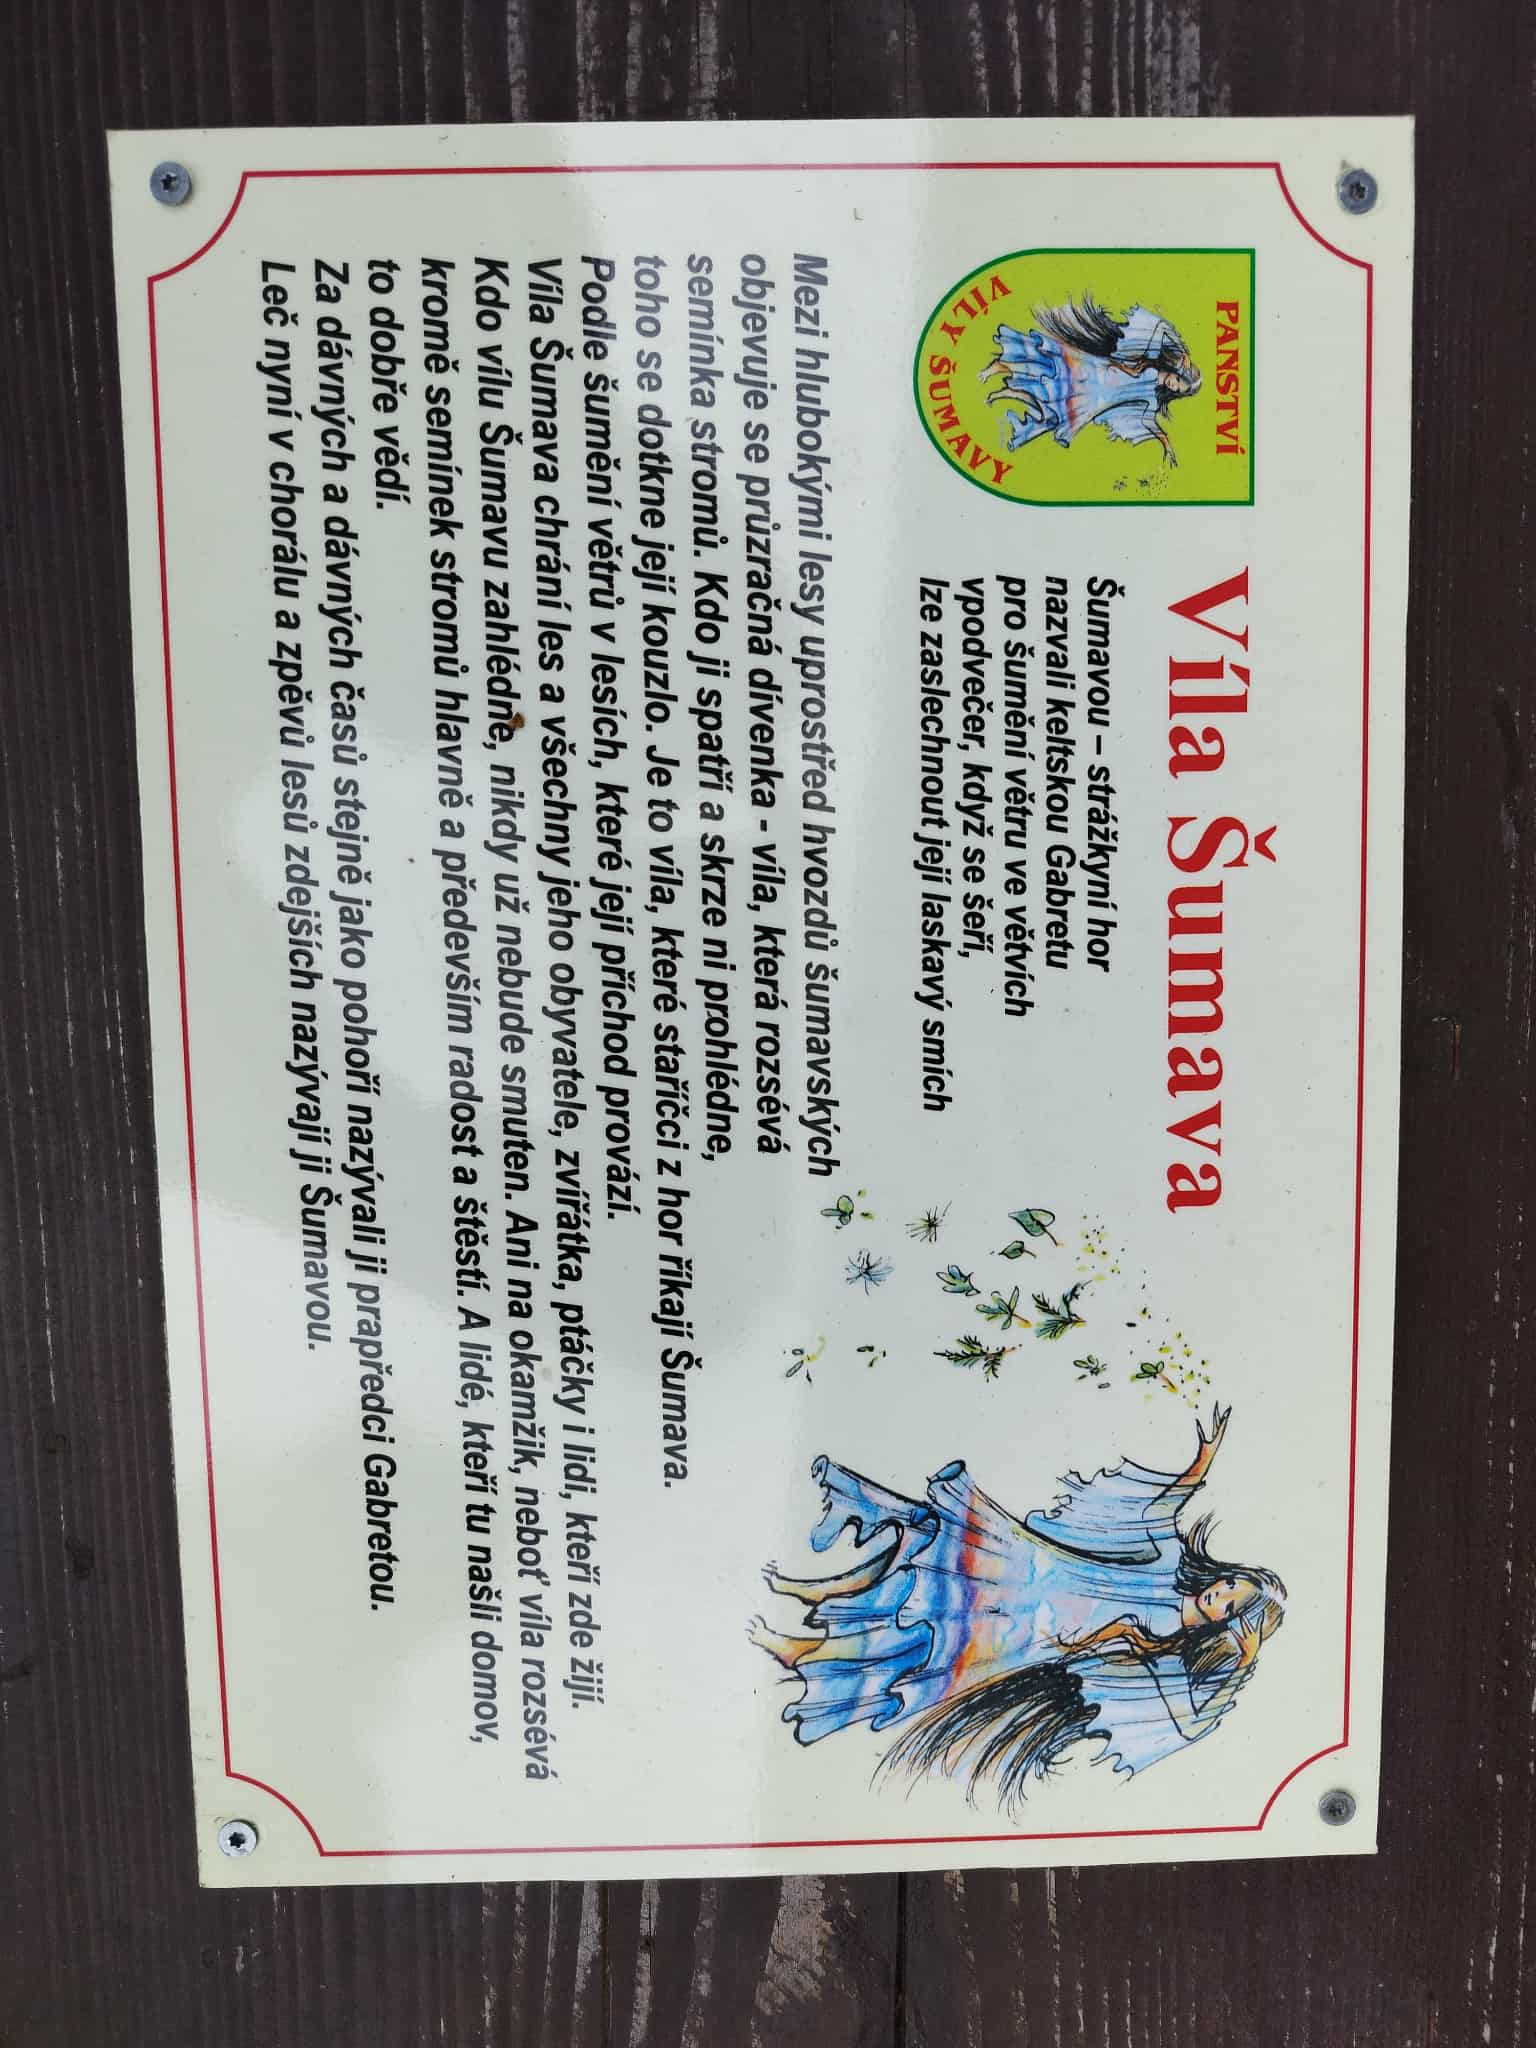 PANSTVÍ
VÍLY ŠUMAVY
Víla Šumava
Šumavou – strážkyní hor
nazvali keltskou Gabretu
pro šumění větru ve větvích
vpodvečer, když se šeří,
lze zaslechnout její laskavý smích
Mezi hlubokými lesy uprostřed hvozdů šumavských
objevuje se průzračná dívenka - víla, která rozsévá
semínka stromů. Kdo ji spatří a skrze ni prohlédne,
toho se dotkne její kouzlo. Je to víla, které staříčci z hor říkají Šumava.
Podle šumění větrů v lesích, které její příchod provází.
Víla Šumava chrání les a všechny jeho obyvatele, zvířátka, ptáčky i lidi, kteří zde žijí.
Kdo vílu Šumavu zahlédne, nikdy už nebude smuten. Ani na okamžik, neboť víla rozsévá
kromě semínek stromů hlavně a především radost a štěstí. A lidé, kteří tu našli domov,
to dobře vědí.
Za dávných a dávných časů stejně jako pohoří nazývali ji prapředci Gabretou.
Leč nyní v chorálu a zpěvů lesů zdejších nazývají ji Šumavou.